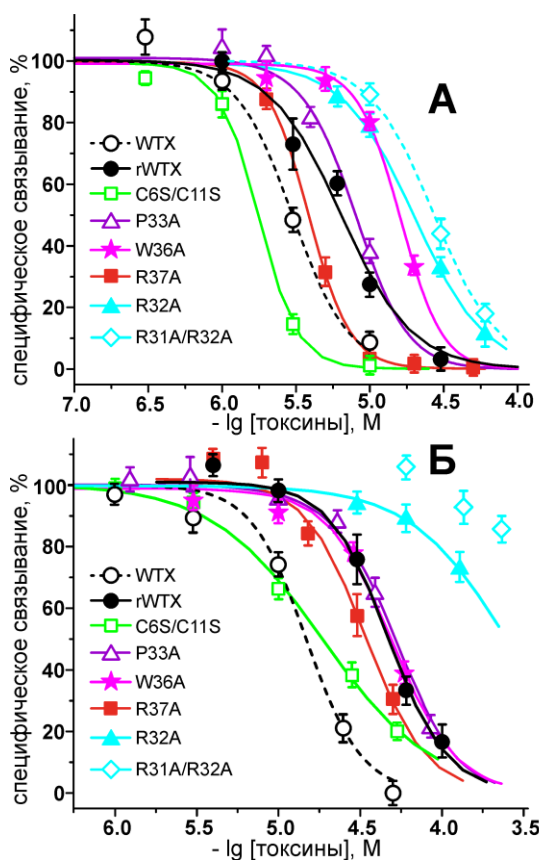 специфическое связывание, %
100
80
60
40
20
0
А
WTX
rWTX
C6S/C11S
P33A
W36A
R37A
R32A
R31A/R32A
7.0 6.5 6.0 5.5 5.0 4.5 4.0
- lg [токсины], М
специфическое связывание, %
100
80
60
40
20
0
Б
WTX
rWTX
C6S/C11S
P33A
W36A
R37A
R32A
R31A/R32A
6.0 5.5 5.0 4.5 4.0 3.5
- lg [токсины], М